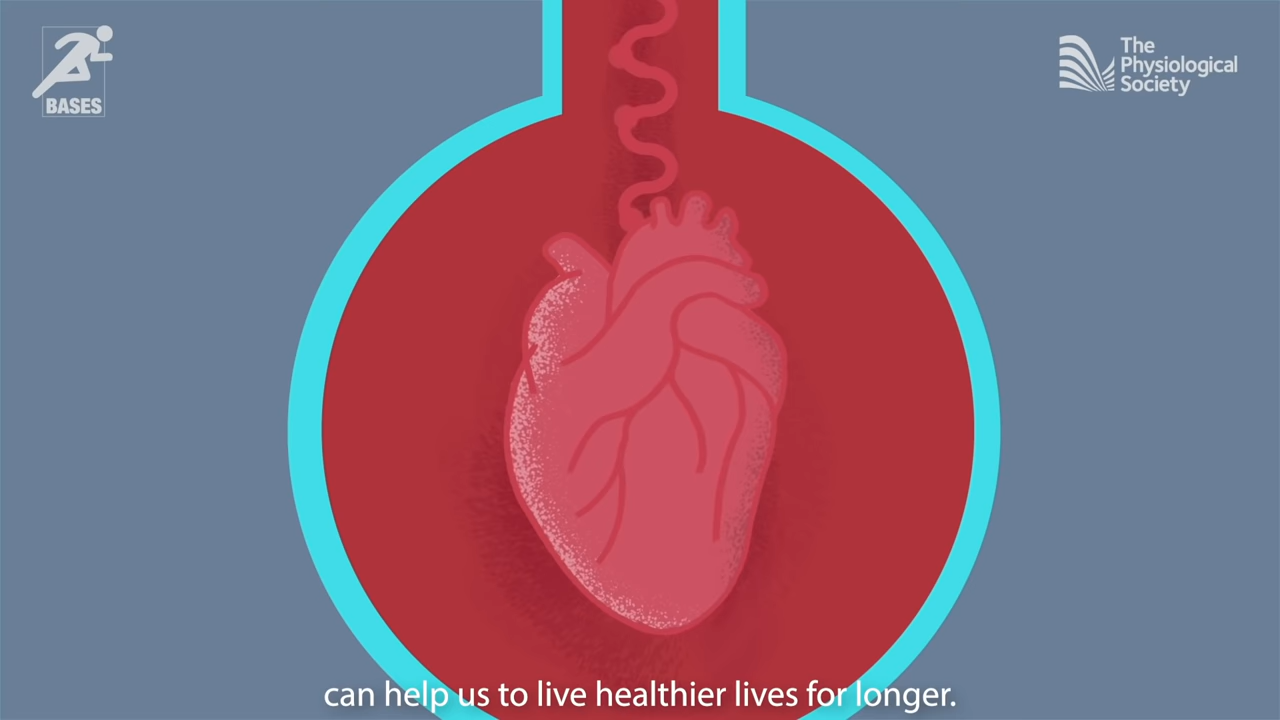 BASES
The
Physiological
Society
can help us to live healthier lives for longer.